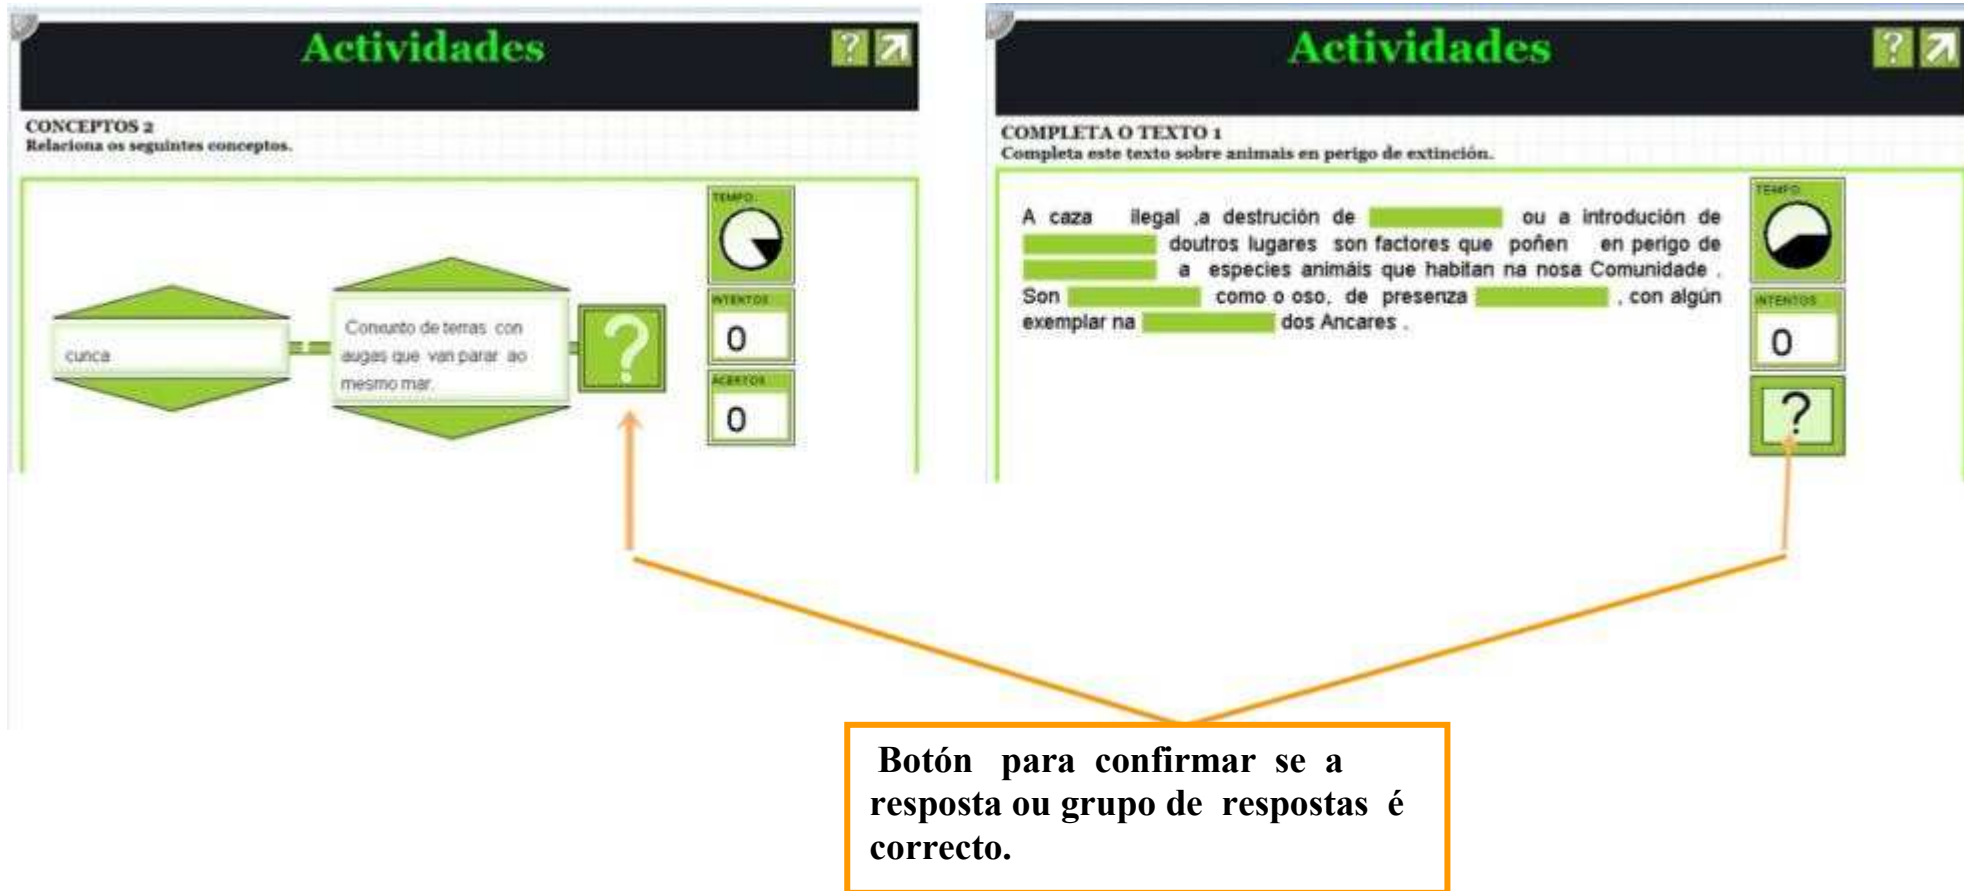 Actividades
? 
CONCEPTOS 2
Relaciona os seguintes conceptos.
cunca
Conxunto de terras con
augas que van parar ao
mesmo mar.
?
TEMPO
INTENTOS
0
ACERTOS
0
Actividades
?
COMPLETA O TEXTO 1
Completa este texto sobre animais en perigo de extinción.
A caza ilegal ,a destrución de ou a introdución de
doutros lugares son factores que poñen en perigo de
a especies animáis que habitan na nosa Comunidade .
Son como o oso, de presenza , con algún
exemplar na dos Ancares .
TEMPO
INTENTOS
0
?
Botón para confirmar se a
resposta ou grupo de respostas é
correcto.